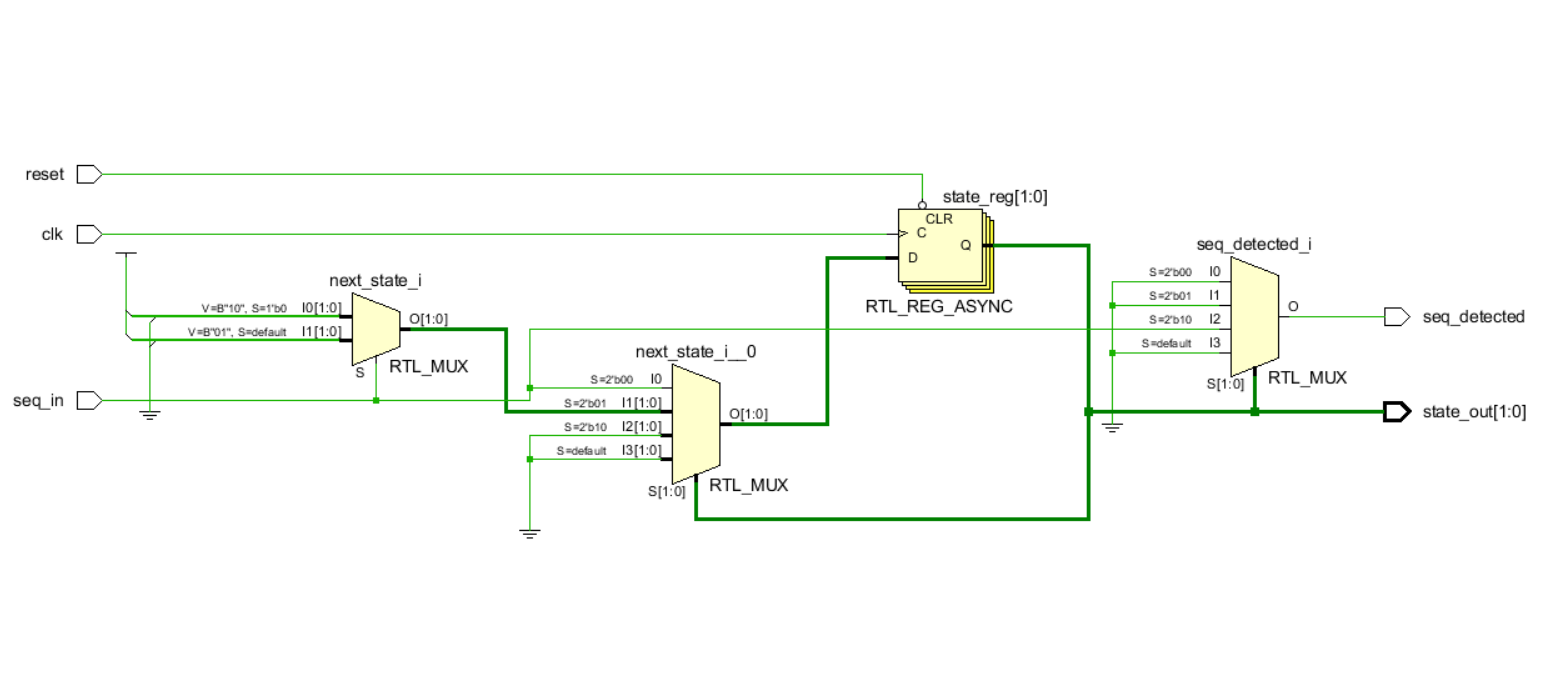 reset
state_reg[1:0]
CLR
clk
C
Q
D
seq_detected_i
RTL_REG_ASYNC
S=2'b00 I0
S=2'b01 I1
S=2'b10 I2
S=default I3
O
seq_detected
S[1:0]
RTL_MUX
next_state_i
V=B"10", S=1'b0 I0[1:0]
V=B"01", S=default I1[1:0]
O[1:0]
S
RTL_MUX
next_state_i__0
seq_in
S=2'b00 I0
S=2'b01 I1[1:0]
S=2'b10 I2[1:0]
S=default I3[1:0]
O[1:0]
S[1:0]
RTL_MUX
state_out[1:0]